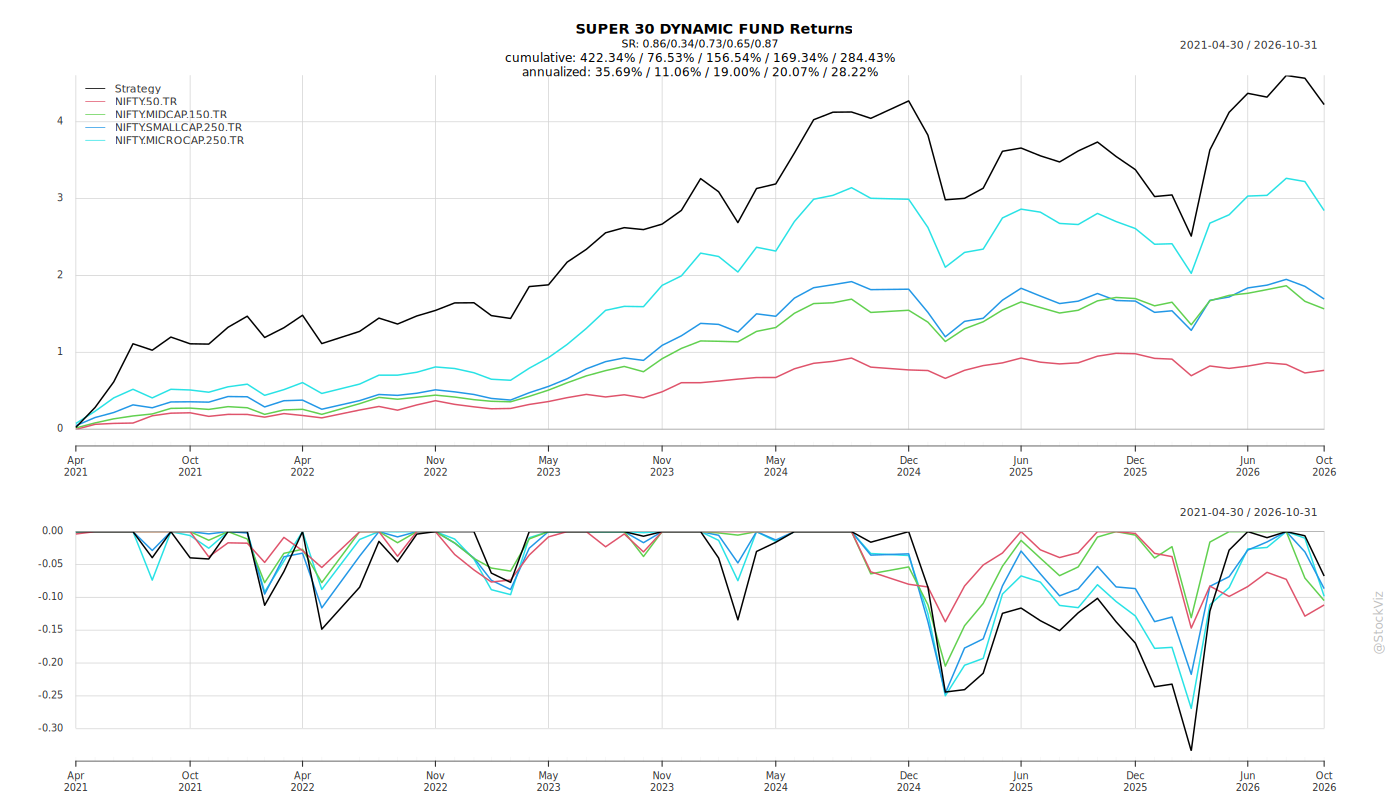 SUPER 30 DYNAMIC FUND Returns
SR: 0.86/0.34/0.73/0.65/0.87
cumulative: 422.34% / 76.53% / 156.54% / 169.34% / 284.43%
annualized: 35.69% / 11.06% / 19.00% / 20.07% / 28.22%
2021-04-30 / 2026-10-31
Strategy
NIFTY.50.TR
NIFTY.MIDCAP.150.TR
NIFTY.SMALLCAP.250.TR
NIFTY.MICROCAP.250.TR
4
3
2
1
0
Apr Oct Apr Nov May Nov May Dec Jun Dec Jun Oct
2021 2021 2022 2022 2023 2023 2024 2024 2025 2025 2026 2026
2021-04-30 / 2026-10-31
0.00
-0.05
-0.10
-0.15
-0.20
-0.25
-0.30
Apr Oct Apr Nov May Nov May Dec Jun Dec Jun Oct
2021 2021 2022 2022 2023 2023 2024 2024 2025 2025 2026 2026
@StockViz